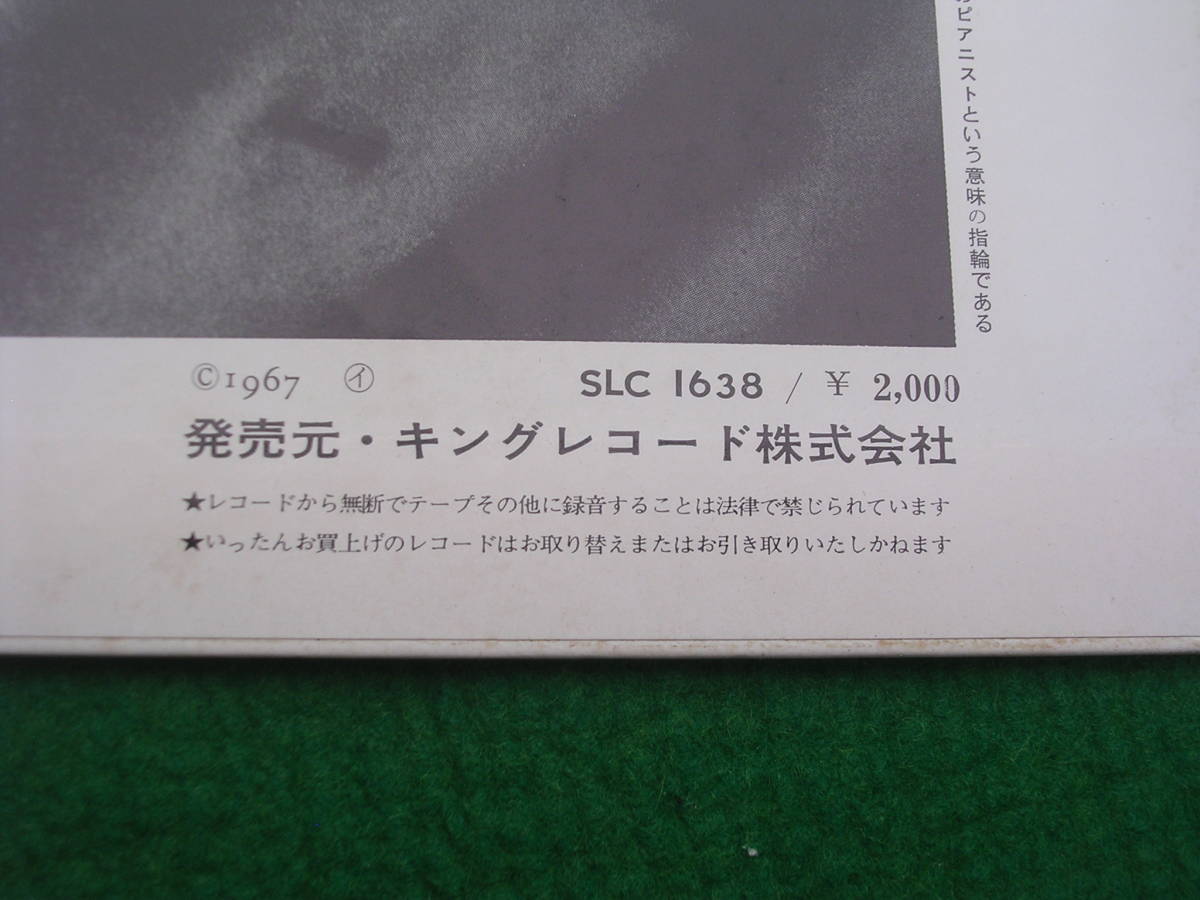 ピアニストという意味の指輪である
©1967 ㋑ SLC 1638 / ¥ 2,000
発売元・キングレコード株式会社
★レコードから無断でテープその他に録音することは法律で禁じられています
★いったんお買上げのレコードはお取り替えまたはお引き取りいたしかねます